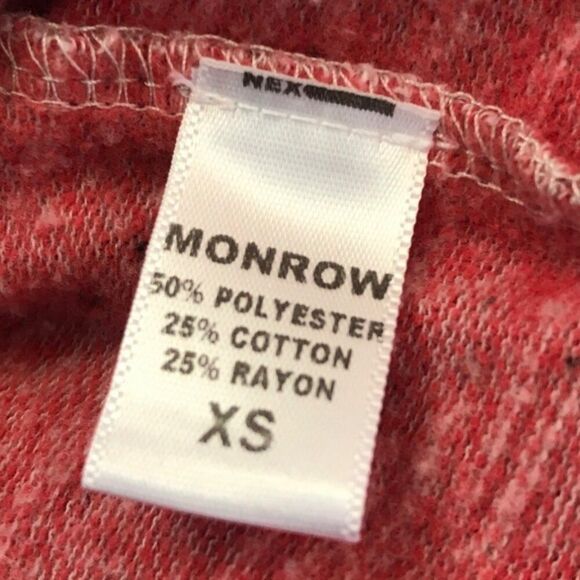 MONROW
50% POLYESTER
25% COTTON
25% RAYON
XS